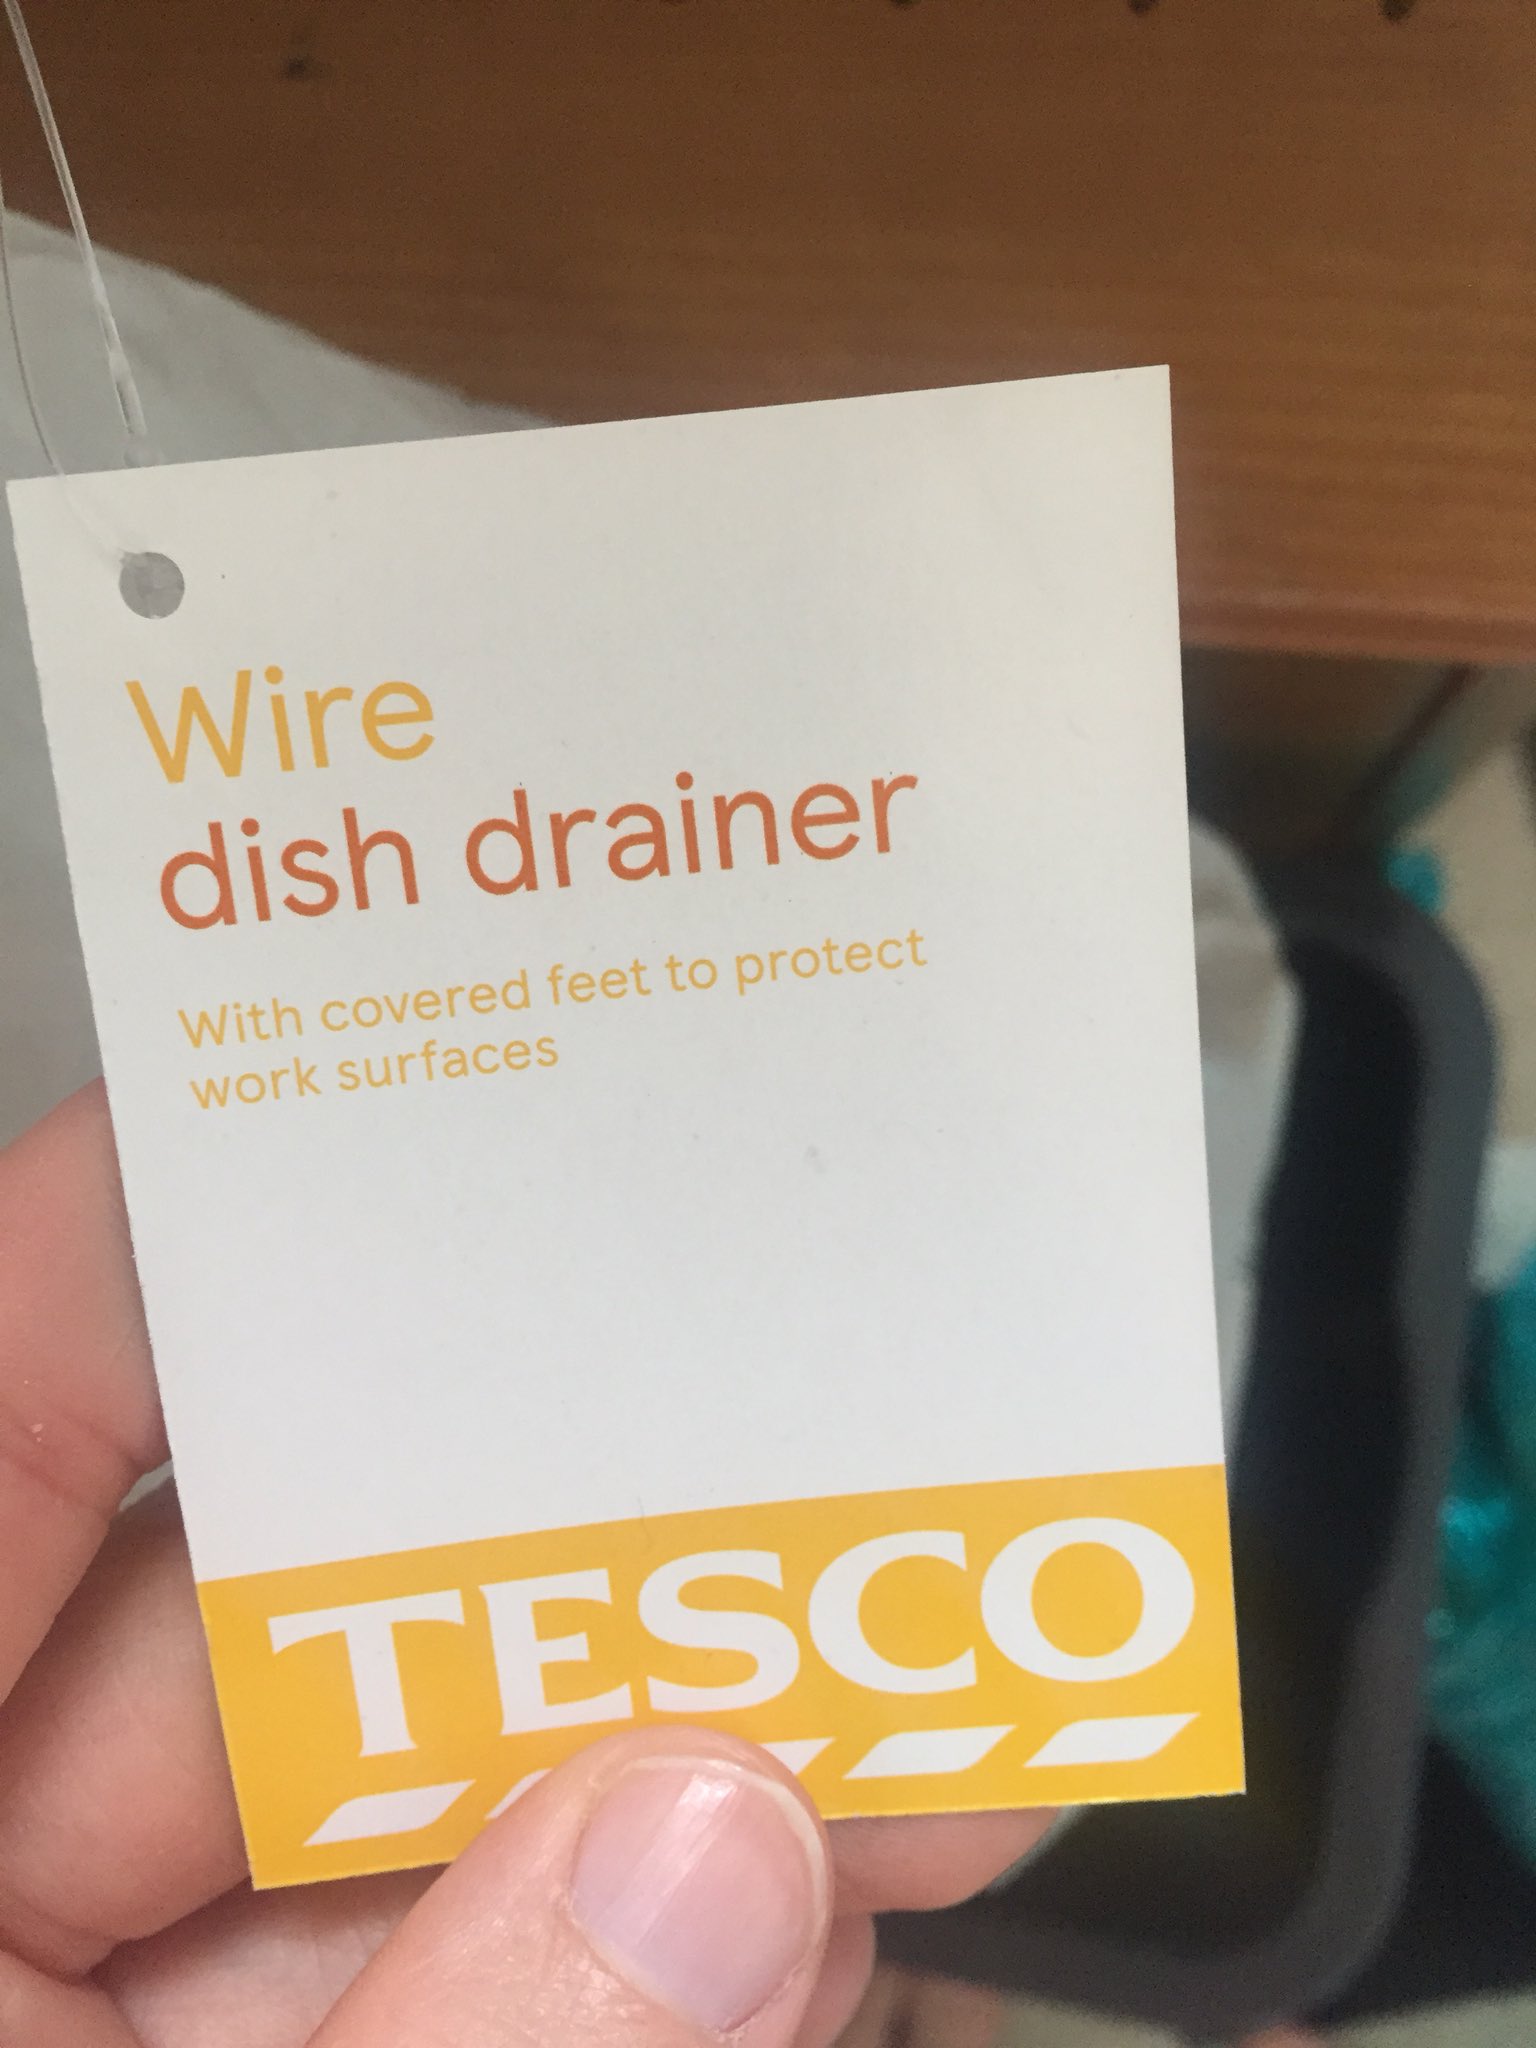 Wire
dish drainer
With covered feet to protect
work surfaces
TESCO